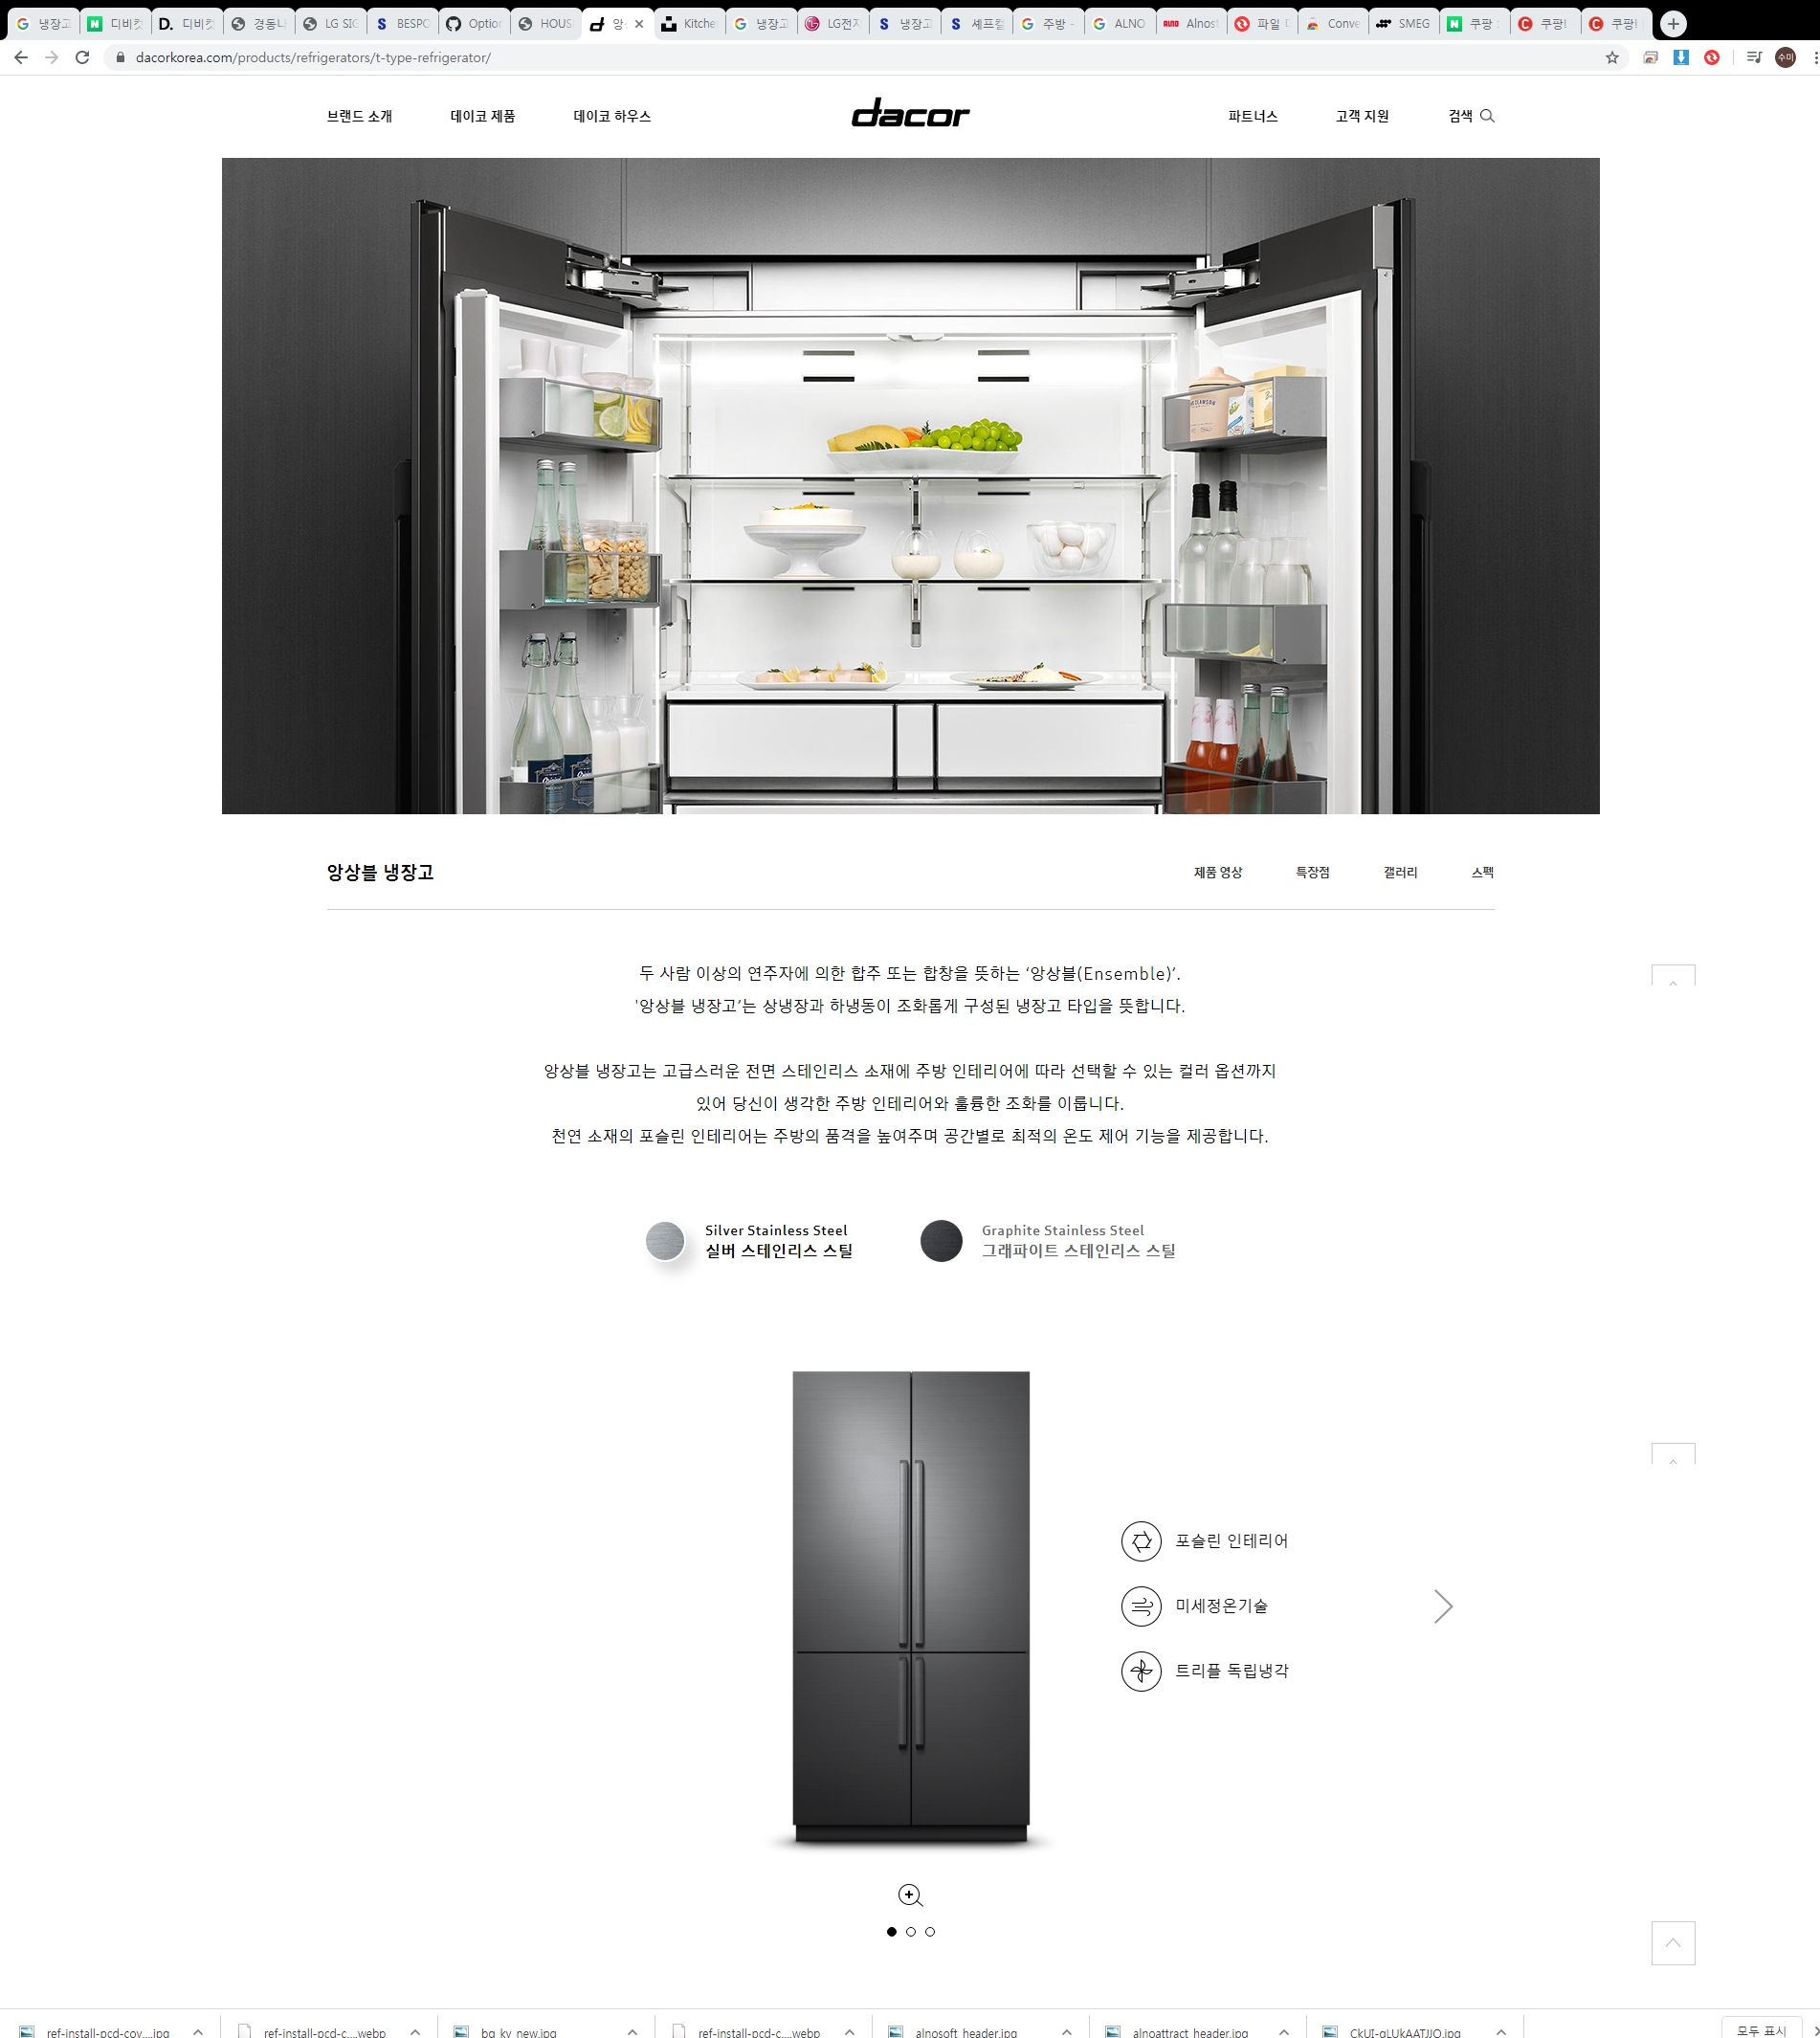 냉장고
디비컷
디비컷
경동나
LG SIG
BESPO
Option
HOUS
앙상
Kitche
냉장고
LG전자
냉장고
셰프컬
주방 -
ALNO
Alnost
파일 다
Conve
SMEG
쿠팡
쿠팡!
쿠팡!
dacorkorea.com/products/refrigerators/t-type-refrigerator/
수미
브랜드 소개
데이코 제품
데이코 하우스
dacor
파트너스
고객 지원
검색
앙상블 냉장고
제품 영상
특장점
갤러리
스펙
두 사람 이상의 연주자에 의한 합주 또는 합창을 뜻하는 ‘앙상블(Ensemble)’.
'앙상블 냉장고’는 상냉장과 하냉동이 조화롭게 구성된 냉장고 타입을 뜻합니다.
앙상블 냉장고는 고급스러운 전면 스테인리스 소재에 주방 인테리어에 따라 선택할 수 있는 컬러 옵션까지
있어 당신이 생각한 주방 인테리어와 훌륭한 조화를 이룹니다.
천연 소재의 포슬린 인테리어는 주방의 품격을 높여주며 공간별로 최적의 온도 제어 기능을 제공합니다.
Silver Stainless Steel
실버 스테인리스 스틸
Graphite Stainless Steel
그래파이트 스테인리스 스틸
포슬린 인테리어
미세정온기술
트리플 독립냉각
ref-install-pcd-cov....jpg
ref-install-pcd-c....webp
bg_kv_new.jpg
ref-install-pcd-c....webp
alnosoft_header.jpg
alnoattract_header.jpg
CkUI-gLUkAATJJO.jpg
모두 표시